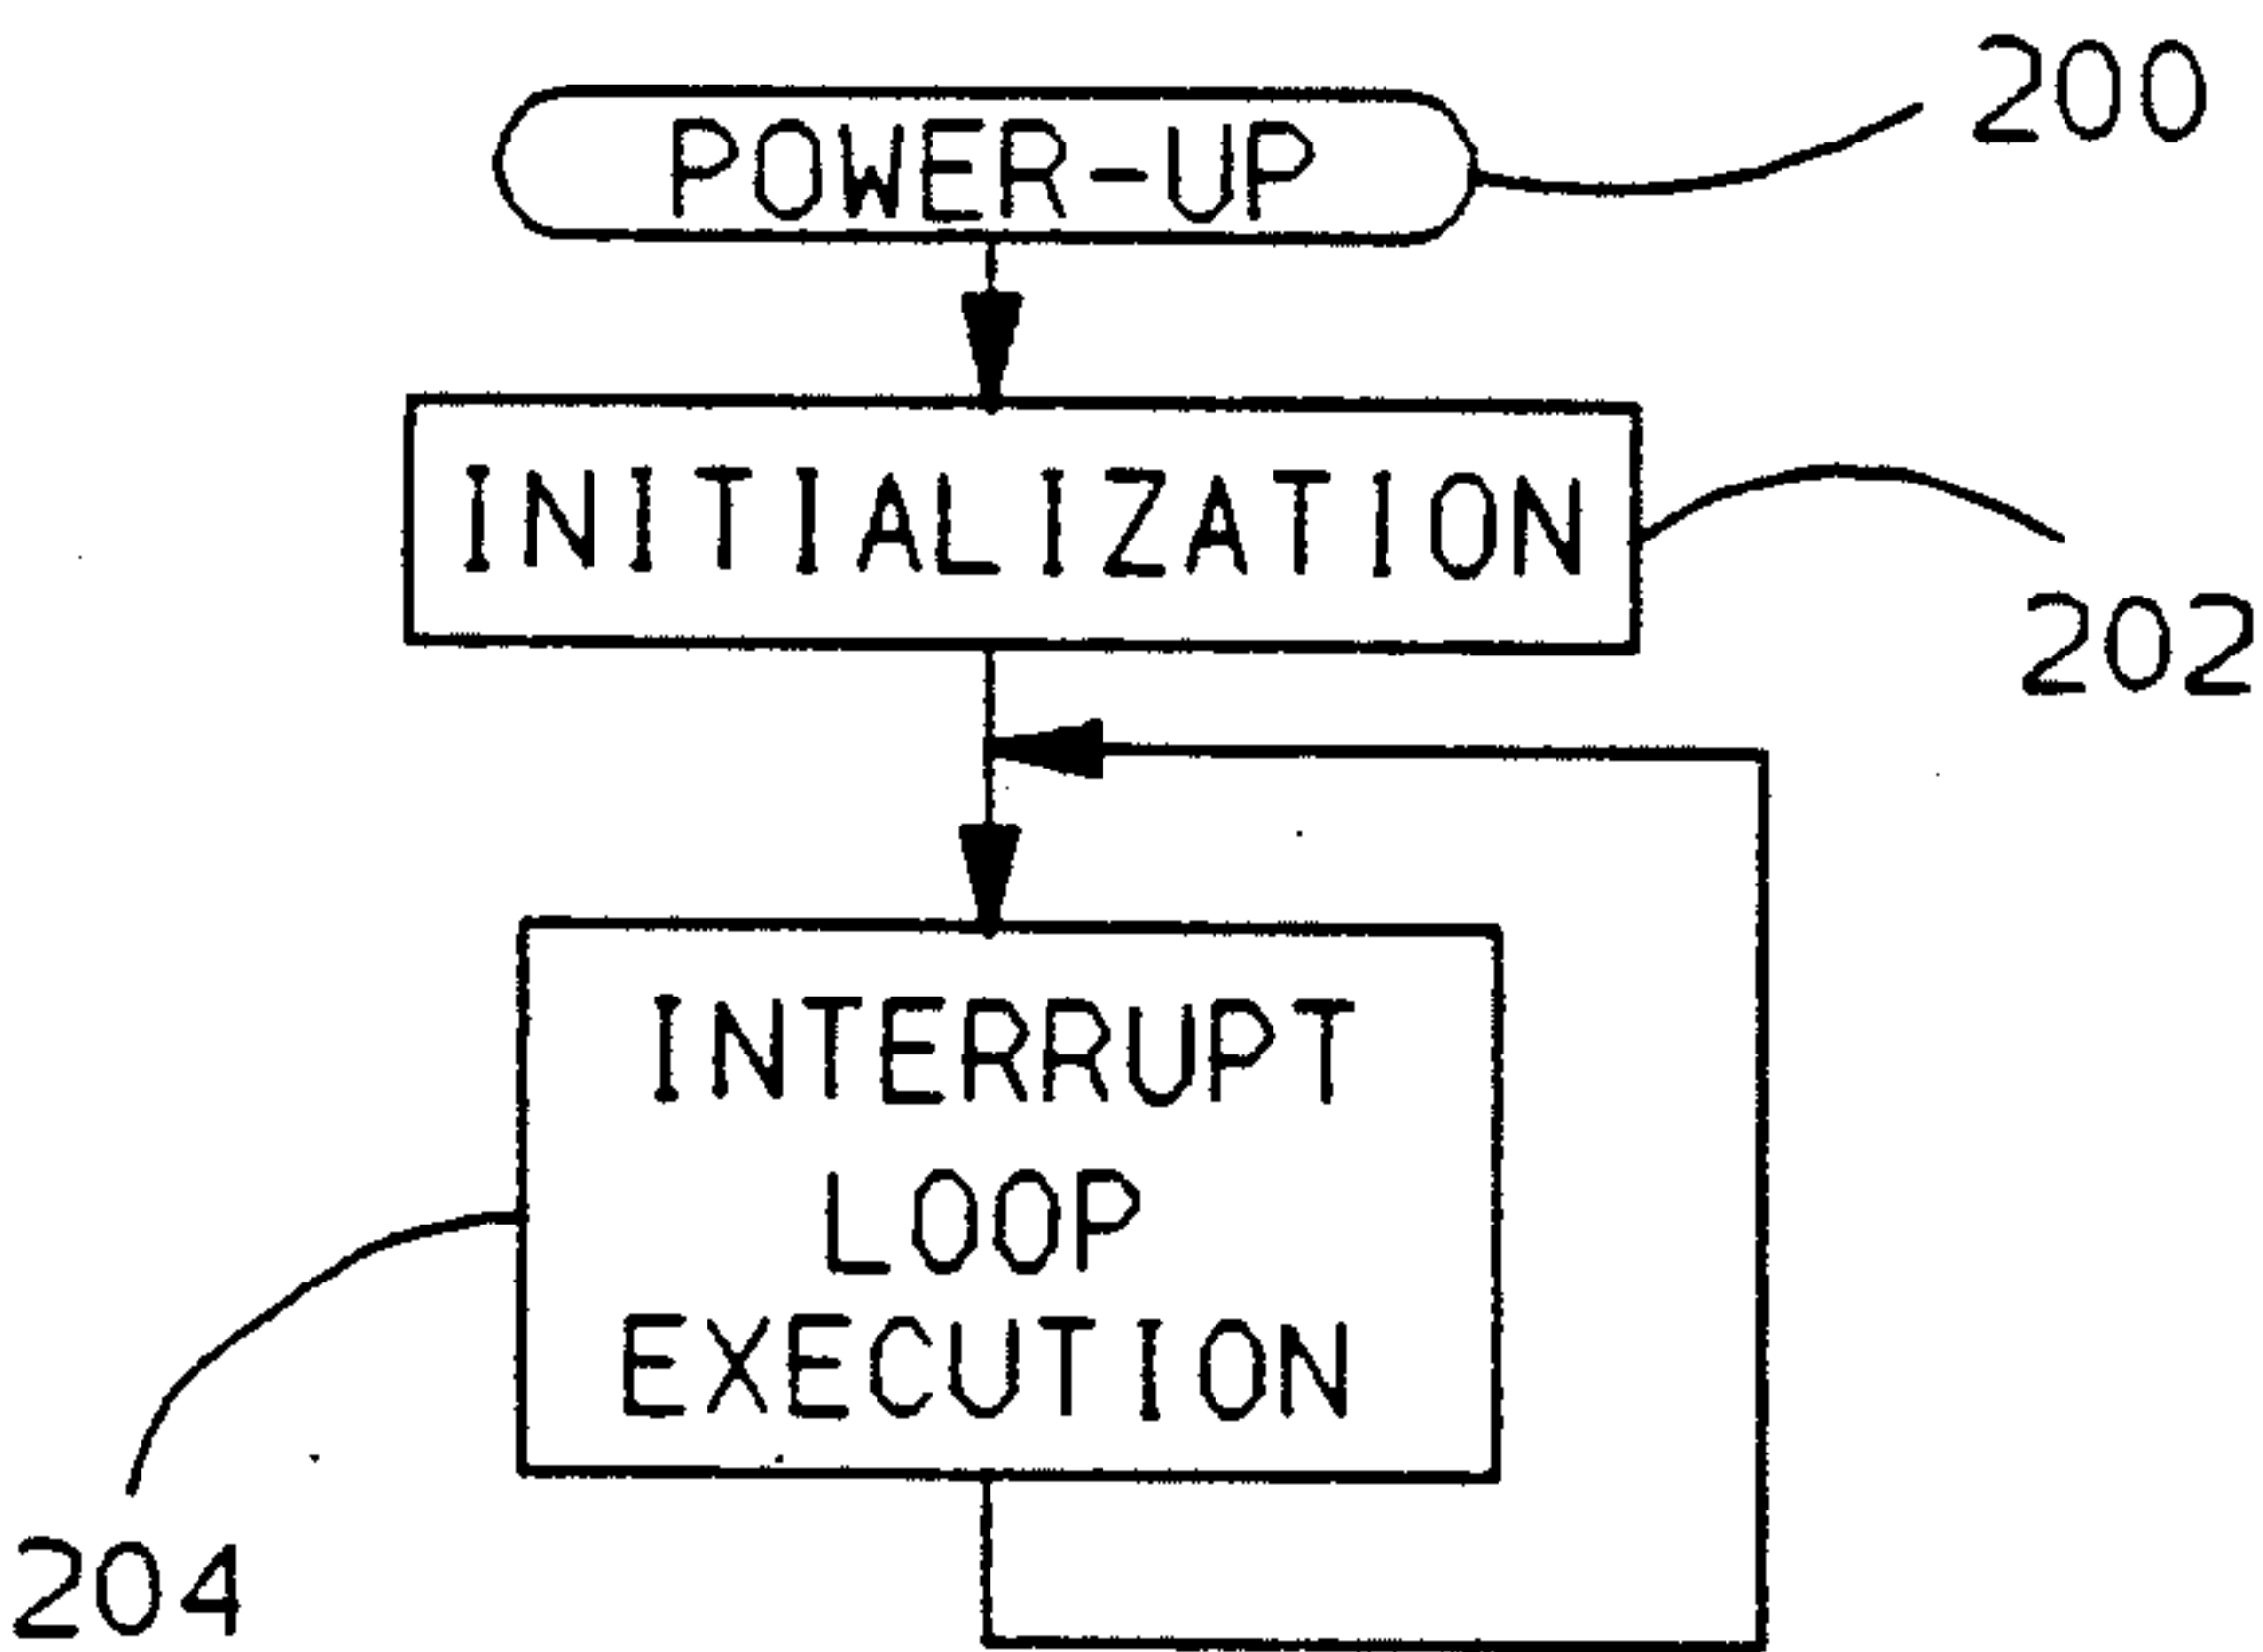 POWER-UP
200
INITIALIZATION
202
INTERRUPT
LOOP
EXECUTION
204